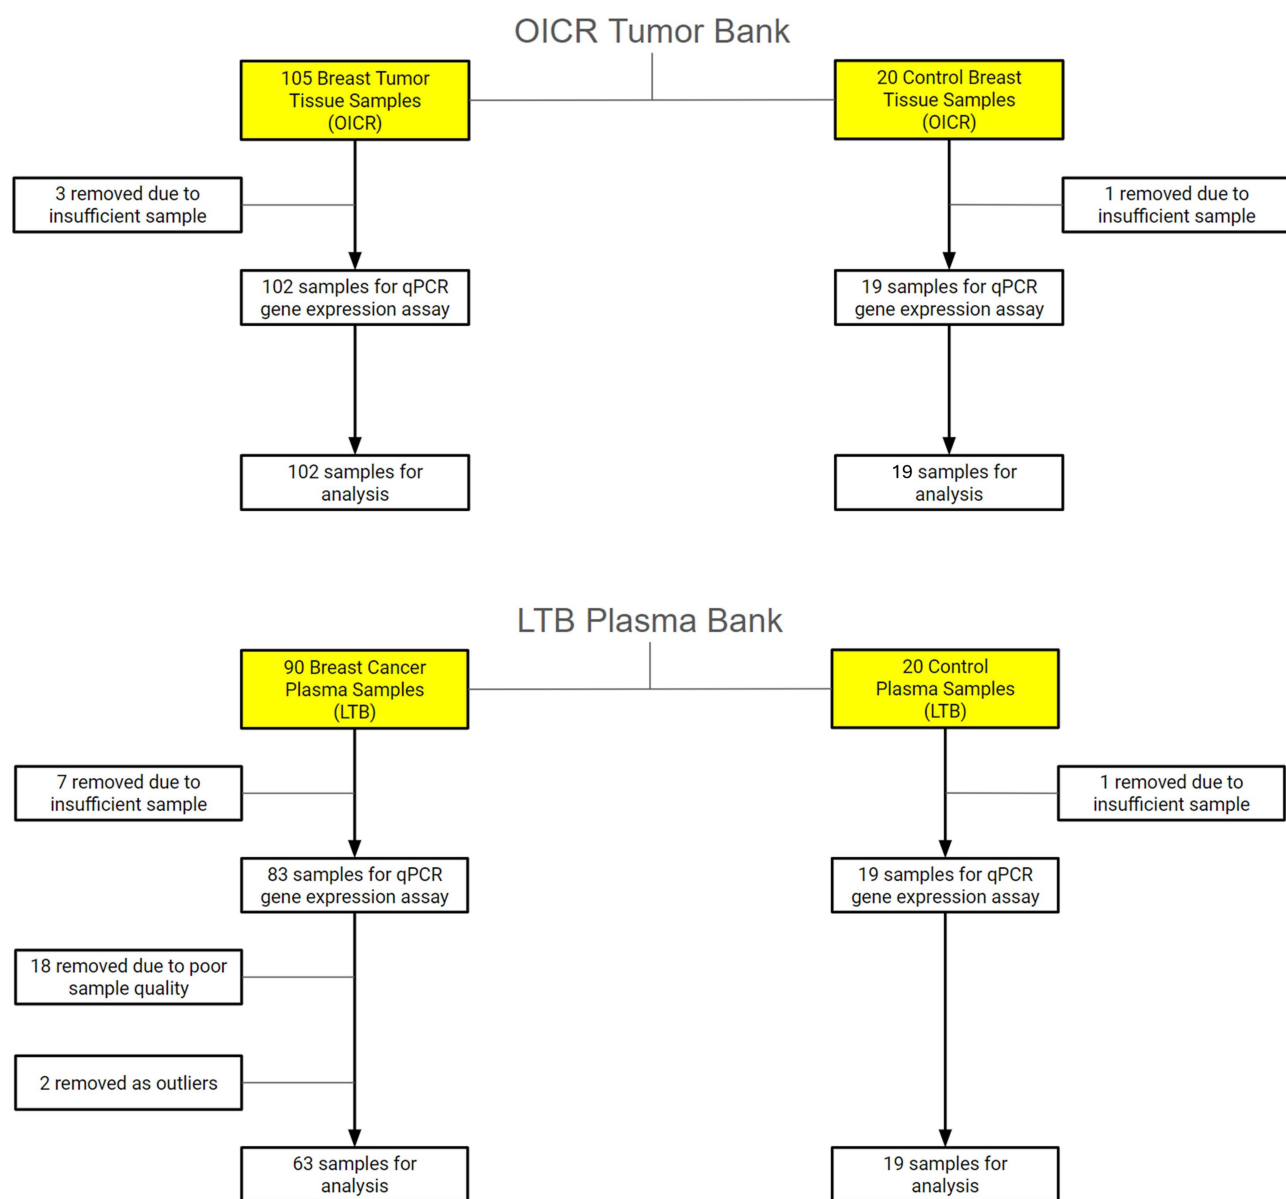 OICR Tumor Bank
105 Breast Tumor
Tissue Samples
(OICR)
20 Control Breast
Tissue Samples
(OICR)
3 removed due to
insufficient sample
1 removed due to
insufficient sample
102 samples for qPCR
gene expression assay
19 samples for qPCR
gene expression assay
102 samples for
analysis
19 samples for
analysis
LTB Plasma Bank
90 Breast Cancer
Plasma Samples
(LTB)
20 Control
Plasma Samples
(LTB)
7 removed due to
insufficient sample
1 removed due to
insufficient sample
83 samples for qPCR
gene expression assay
19 samples for qPCR
gene expression assay
18 removed due to poor
sample quality
2 removed as outliers
63 samples for
analysis
19 samples for
analysis